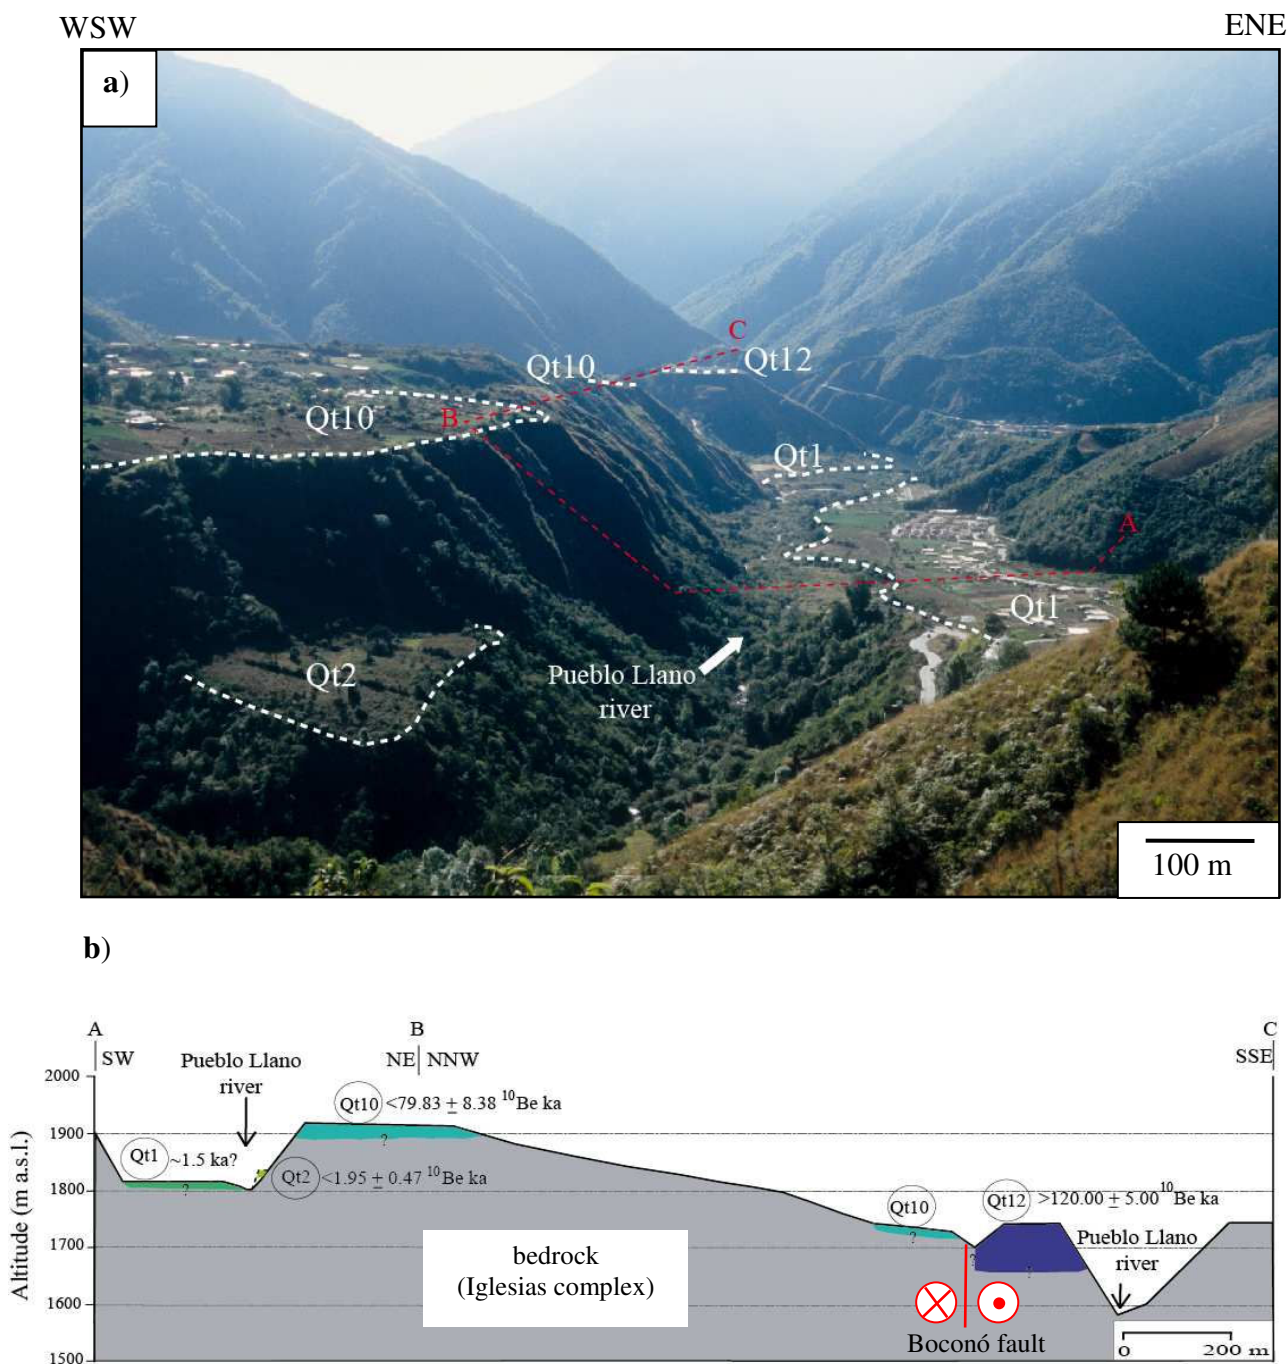 WSW ENE
a)
C
Qt10 Qt12
Qt10 B
Qt1
A
Qt1
Qt2
Pueblo Llano
river
100 m
b)
A B C
SW NE NNW SSE
Pueblo Llano
river
2000
Qt10 <79.83 ± 8.38 ¹⁰Be ka
1900
?
Qt1 ~1.5 ka?
Qt2 <1.95 ± 0.47 ¹⁰Be ka
1800
?
Qt10 Qt12 >120.00 ± 5.00 ¹⁰Be ka
?
1700
?
?
Pueblo Llano
river
bedrock
(Iglesias complex)
1600
Boconó fault
0 200 m
1500
Altitude (m a.s.l.)